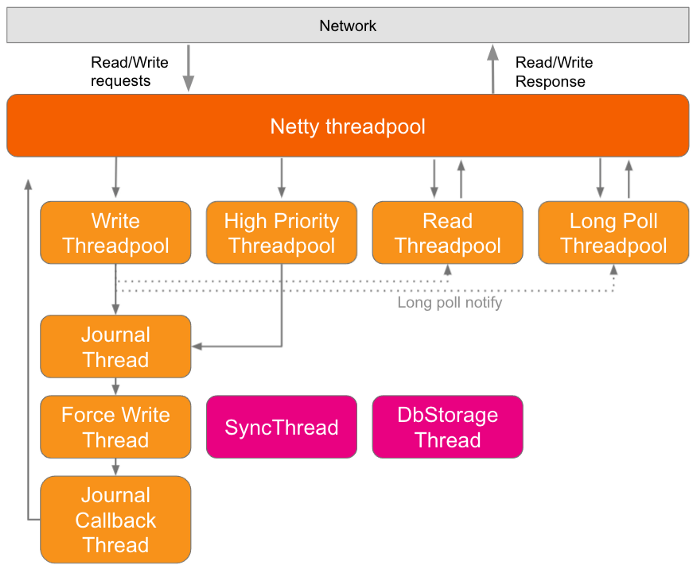 Network
Read/Write
requests
Read/Write
Response
Netty threadpool
Write
Threadpool
High Priority
Threadpool
Read
Threadpool
Long Poll
Threadpool
Long poll notify
Journal
Thread
Force Write
Thread
SyncThread
DbStorage
Thread
Journal
Callback
Thread